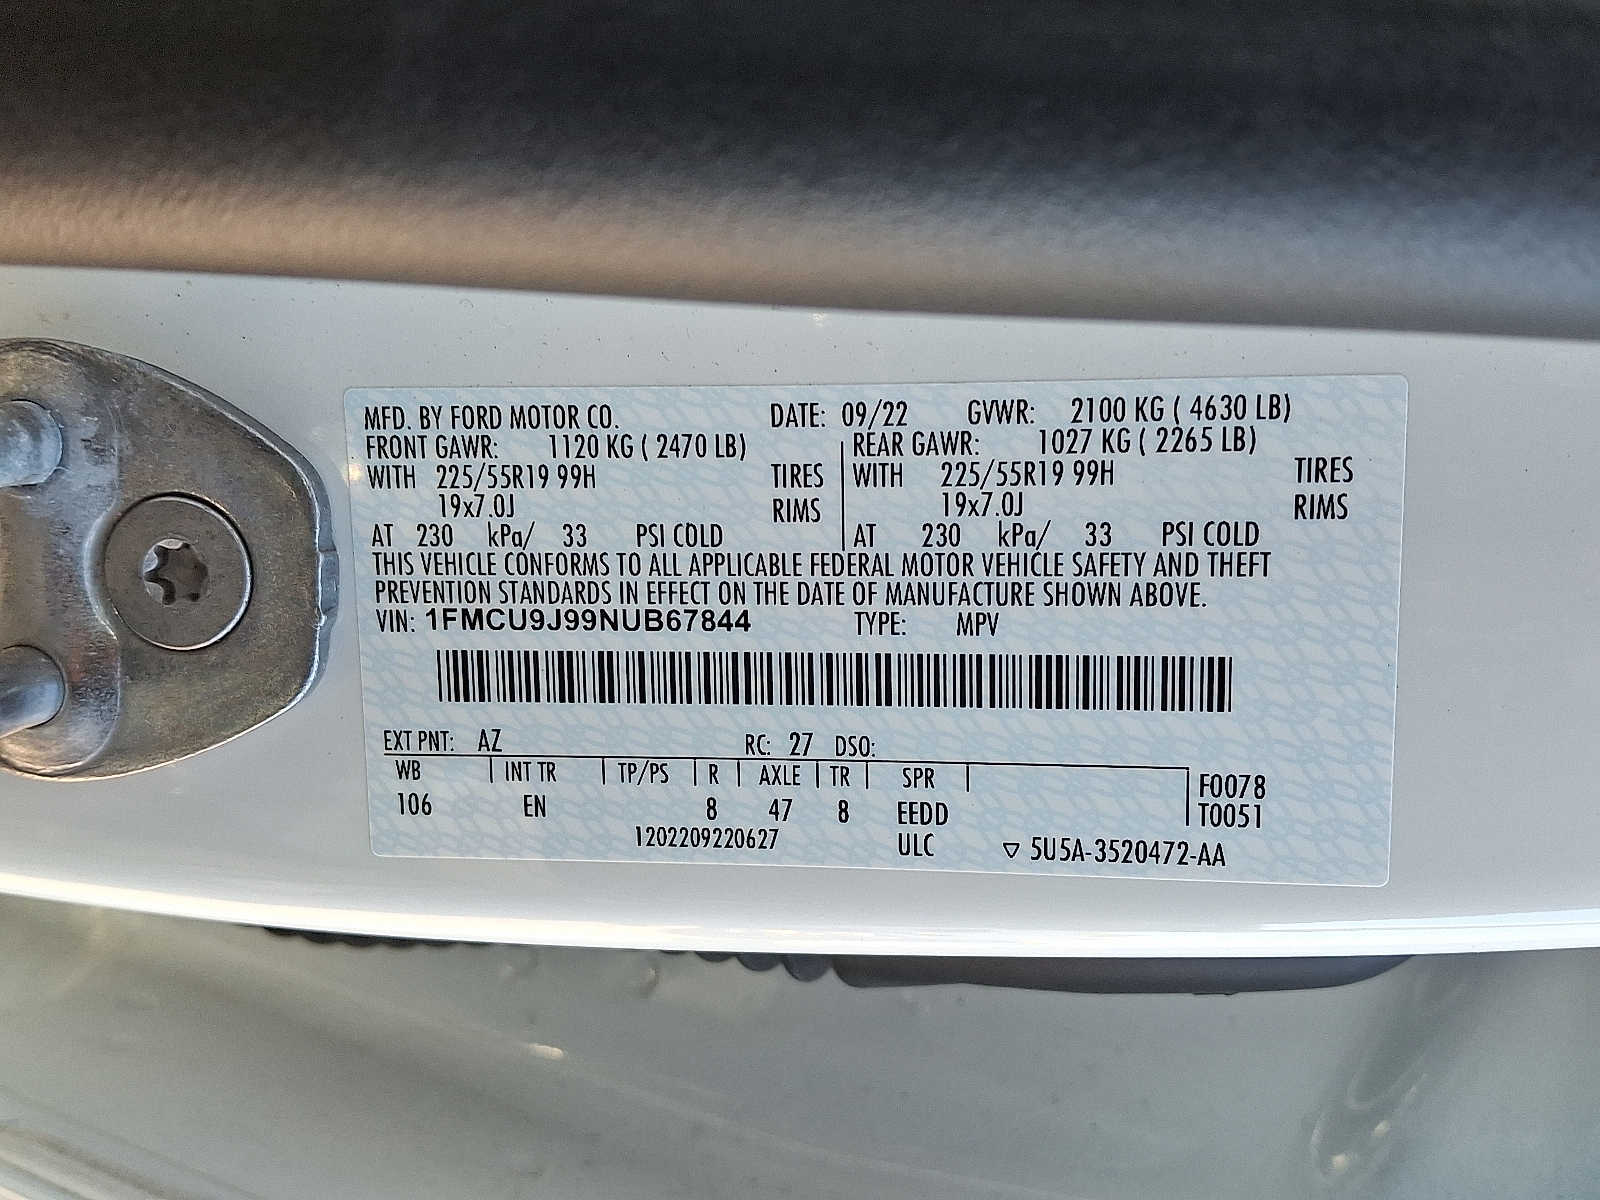 MFD. BY FORD MOTOR CO. DATE: 09/22 GVWR: 2100 KG ( 4630 LB)
FRONT GAWR: 1120 KG ( 2470 LB) REAR GAWR: 1027 KG ( 2265 LB)
WITH 225/55R19 99H TIRES WITH 225/55R19 99H TIRES
19x7.0J RIMS 19x7.0J RIMS
AT 230 kPa/ 33 PSI COLD AT 230 kPa/ 33 PSI COLD
THIS VEHICLE CONFORMS TO ALL APPLICABLE FEDERAL MOTOR VEHICLE SAFETY AND THEFT
PREVENTION STANDARDS IN EFFECT ON THE DATE OF MANUFACTURE SHOWN ABOVE.
VIN: 1FMCU9J99NUB67844 TYPE: MPV
EXT PNT: AZ RC: 27 DSO:
WB INT TR TP/PS R AXLE TR SPR F0078
106 EN 8 47 8 EEDD T0051
1202209220627 ULC ▽ 5U5A-3520472-AA